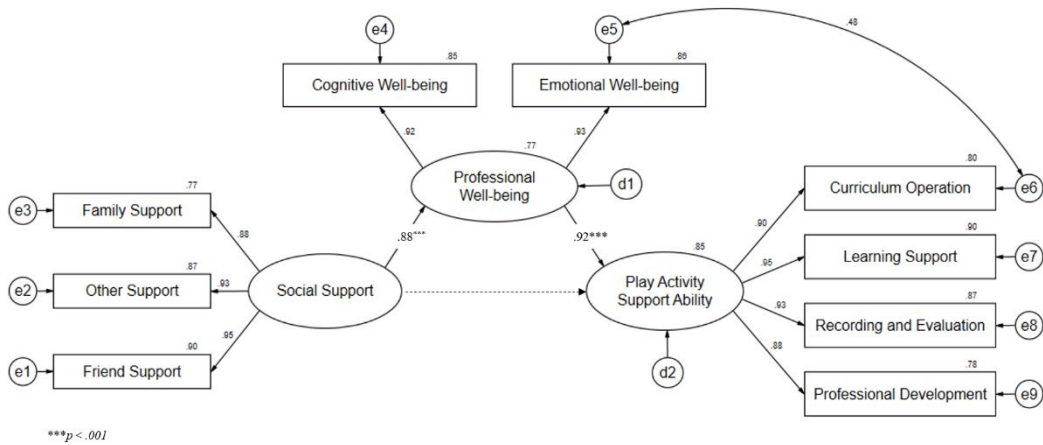 e4
e5
.48
.85
.86
Cognitive Well-being
Emotional Well-being
.92
.93
.77
Professional
Well-being
d1
.80
Curriculum Operation
e6
.77
e3
Family Support
.88***
.92***
.90
.90
Learning Support
e7
.88
.85
.95
.87
e2
Other Support
.93
Social Support
Play Activity
Support Ability
.93
.87
Recording and Evaluation
e8
.95
.88
.90
e1
Friend Support
d2
.78
Professional Development
e9
***p < .001